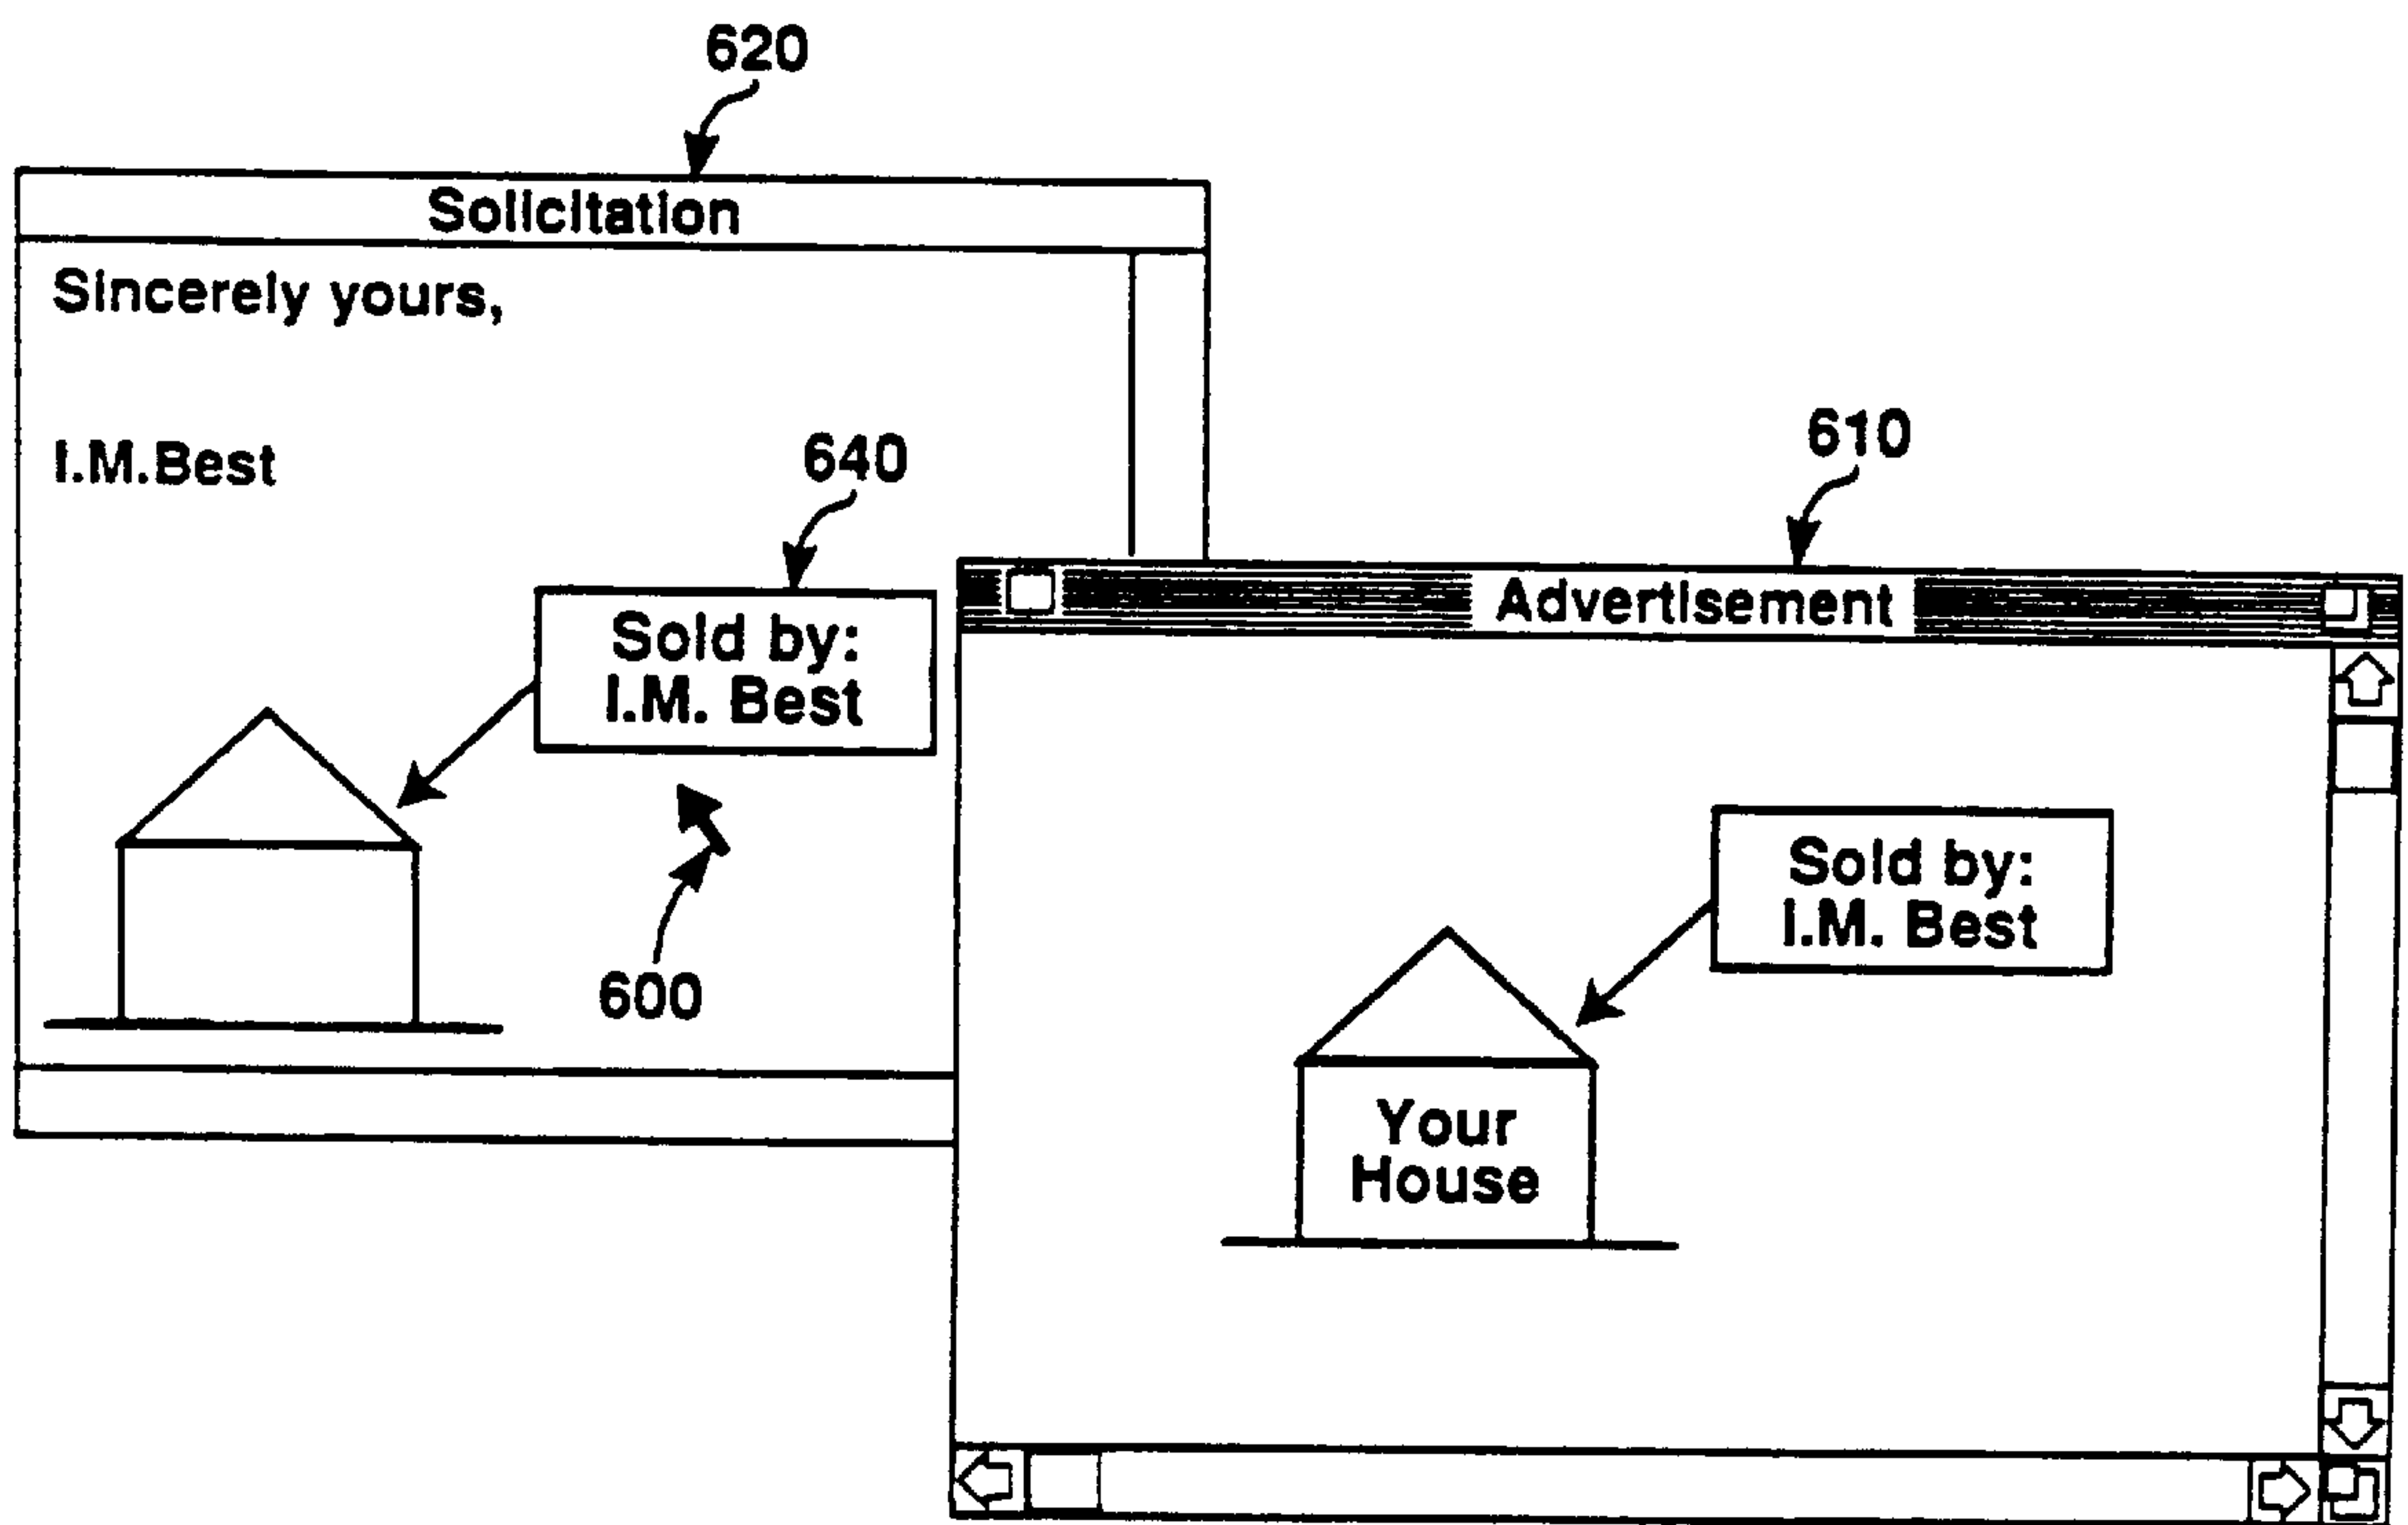 620
Solicitation
Sincerely yours,
I.M.Best
640
Sold by:
I.M. Best
600
610
Advertisement
Sold by:
I.M. Best
Your
House